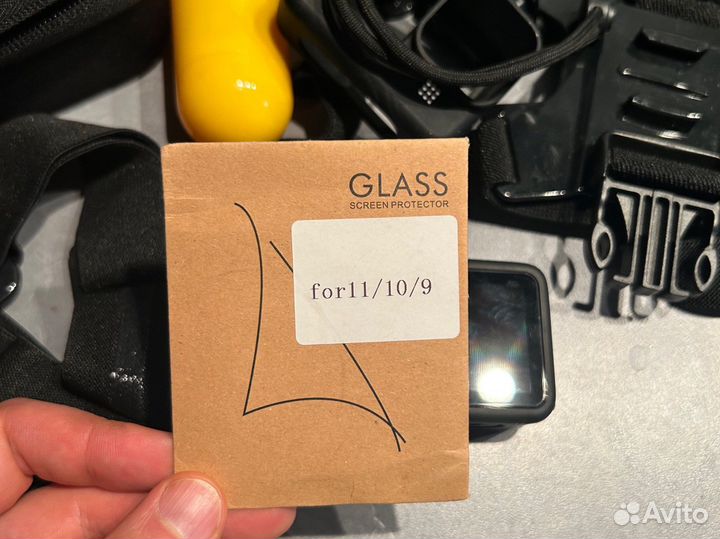 GLASS
SCREEN PROTECTOR
for11/10/9
Avito